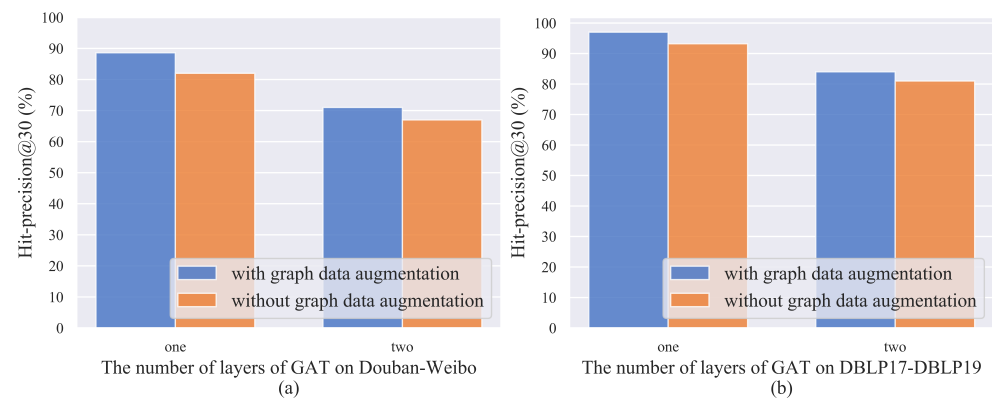 100
90
80
70
60
50
40
30
20
10
0
Hit-precision@30 (%)
with graph data augmentation
without graph data augmentation
one two
The number of layers of GAT on Douban-Weibo
(a)
100
90
80
70
60
50
40
30
20
10
0
Hit-precision@30 (%)
with graph data augmentation
without graph data augmentation
one two
The number of layers of GAT on DBLP17-DBLP19
(b)